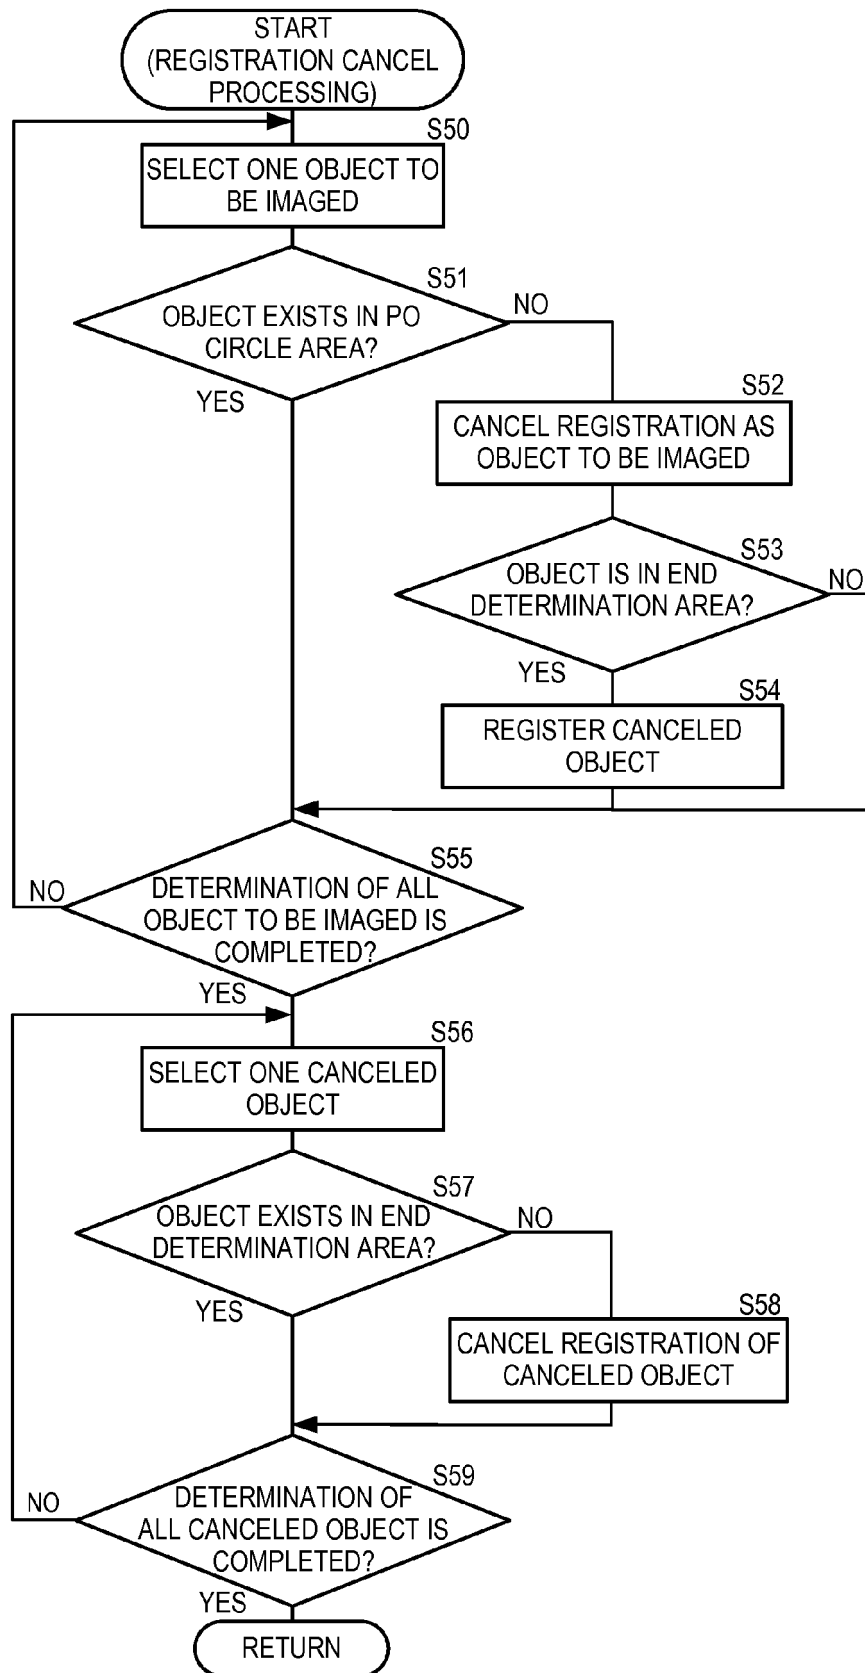 START
(REGISTRATION CANCEL
PROCESSING)
S50
SELECT ONE OBJECT TO
BE IMAGED
S51
OBJECT EXISTS IN PO
CIRCLE AREA?
NO
YES
S52
CANCEL REGISTRATION AS
OBJECT TO BE IMAGED
S53
OBJECT IS IN END
DETERMINATION AREA?
NO
YES
S54
REGISTER CANCELED
OBJECT
S55
DETERMINATION OF ALL
OBJECT TO BE IMAGED IS
COMPLETED?
NO
YES
S56
SELECT ONE CANCELED
OBJECT
S57
OBJECT EXISTS IN END
DETERMINATION AREA?
NO
YES
S58
CANCEL REGISTRATION OF
CANCELED OBJECT
S59
DETERMINATION OF
ALL CANCELED OBJECT IS
COMPLETED?
NO
YES
RETURN